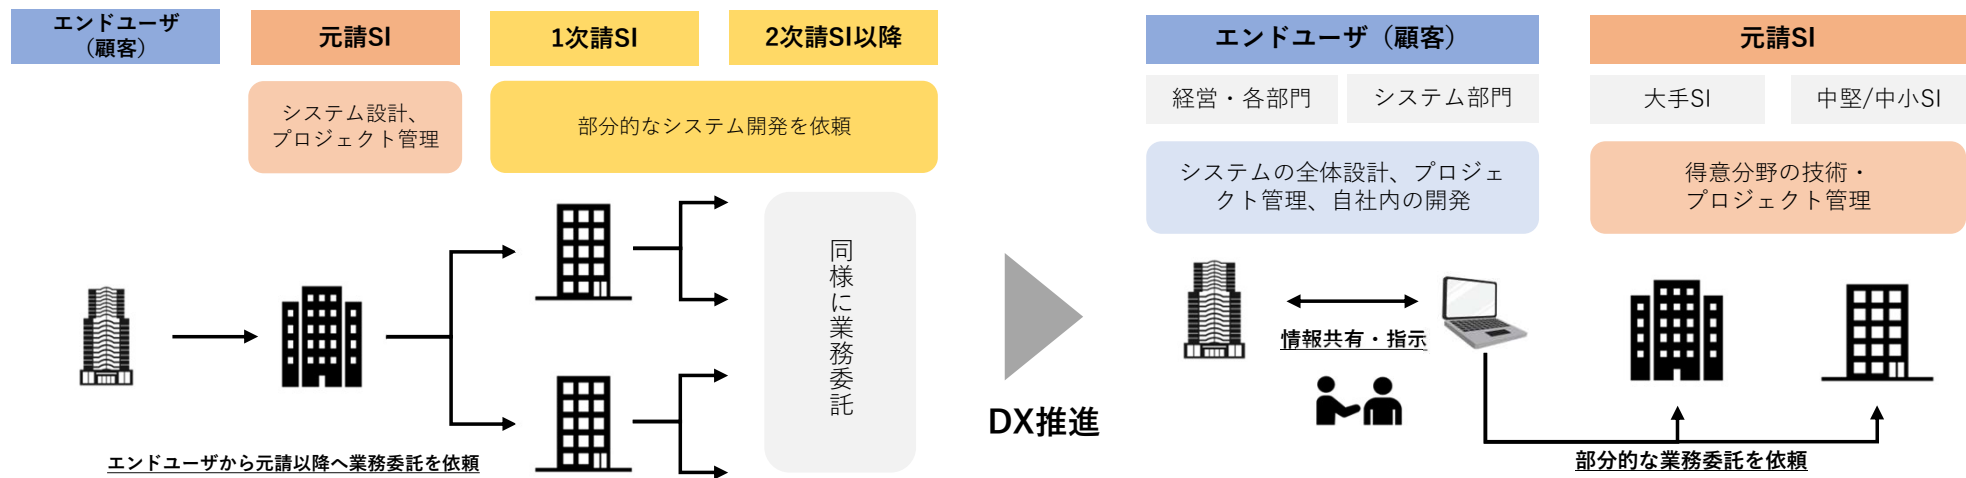 エンドユーザ
（顧客）
元請SI
1次請SI
2次請SI以降
システム設計、
プロジェクト管理
部分的なシステム開発を依頼
同様に業務委託
エンドユーザから元請以降へ業務委託を依頼
DX推進
エンドユーザ（顧客）
元請SI
経営・各部門
システム部門
大手SI
中堅/中小SI
システムの全体設計、プロジェ
クト管理、自社内の開発
得意分野の技術・
プロジェクト管理
情報共有・指示
部分的な業務委託を依頼